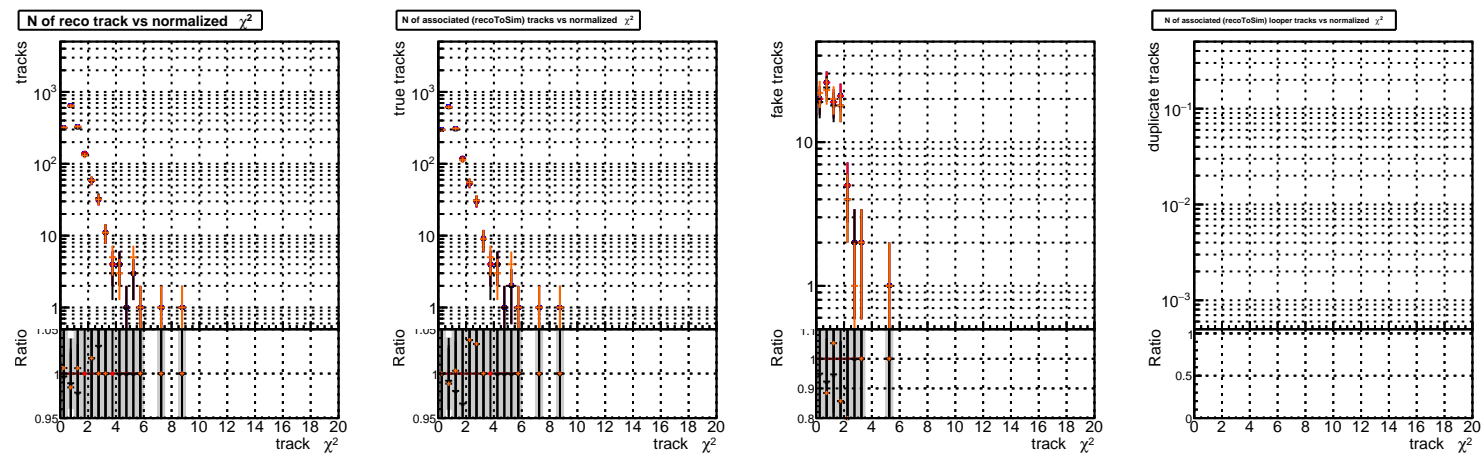 N of reco track vs normalized χ²
tracks
10³
10²
10
1
Ratio
1.05
1
0.95
0 2 4 6 8 10 12 14 16 18 20
track χ²
N of associated (recoToSim) tracks vs normalized χ²
true tracks
10³
10²
10
1
Ratio
1.05
1
0.95
0 2 4 6 8 10 12 14 16 18 20
track χ²
fake tracks
10
1
Ratio
1.1
1
0.9
0.8
0 2 4 6 8 10 12 14 16 18 20
track χ²
N of associated (recoToSim) looper tracks vs normalized χ²
duplicate tracks
10⁻¹
10⁻²
10⁻³
Ratio
1
0.5
0
0 2 4 6 8 10 12 14 16 18 20
track χ²